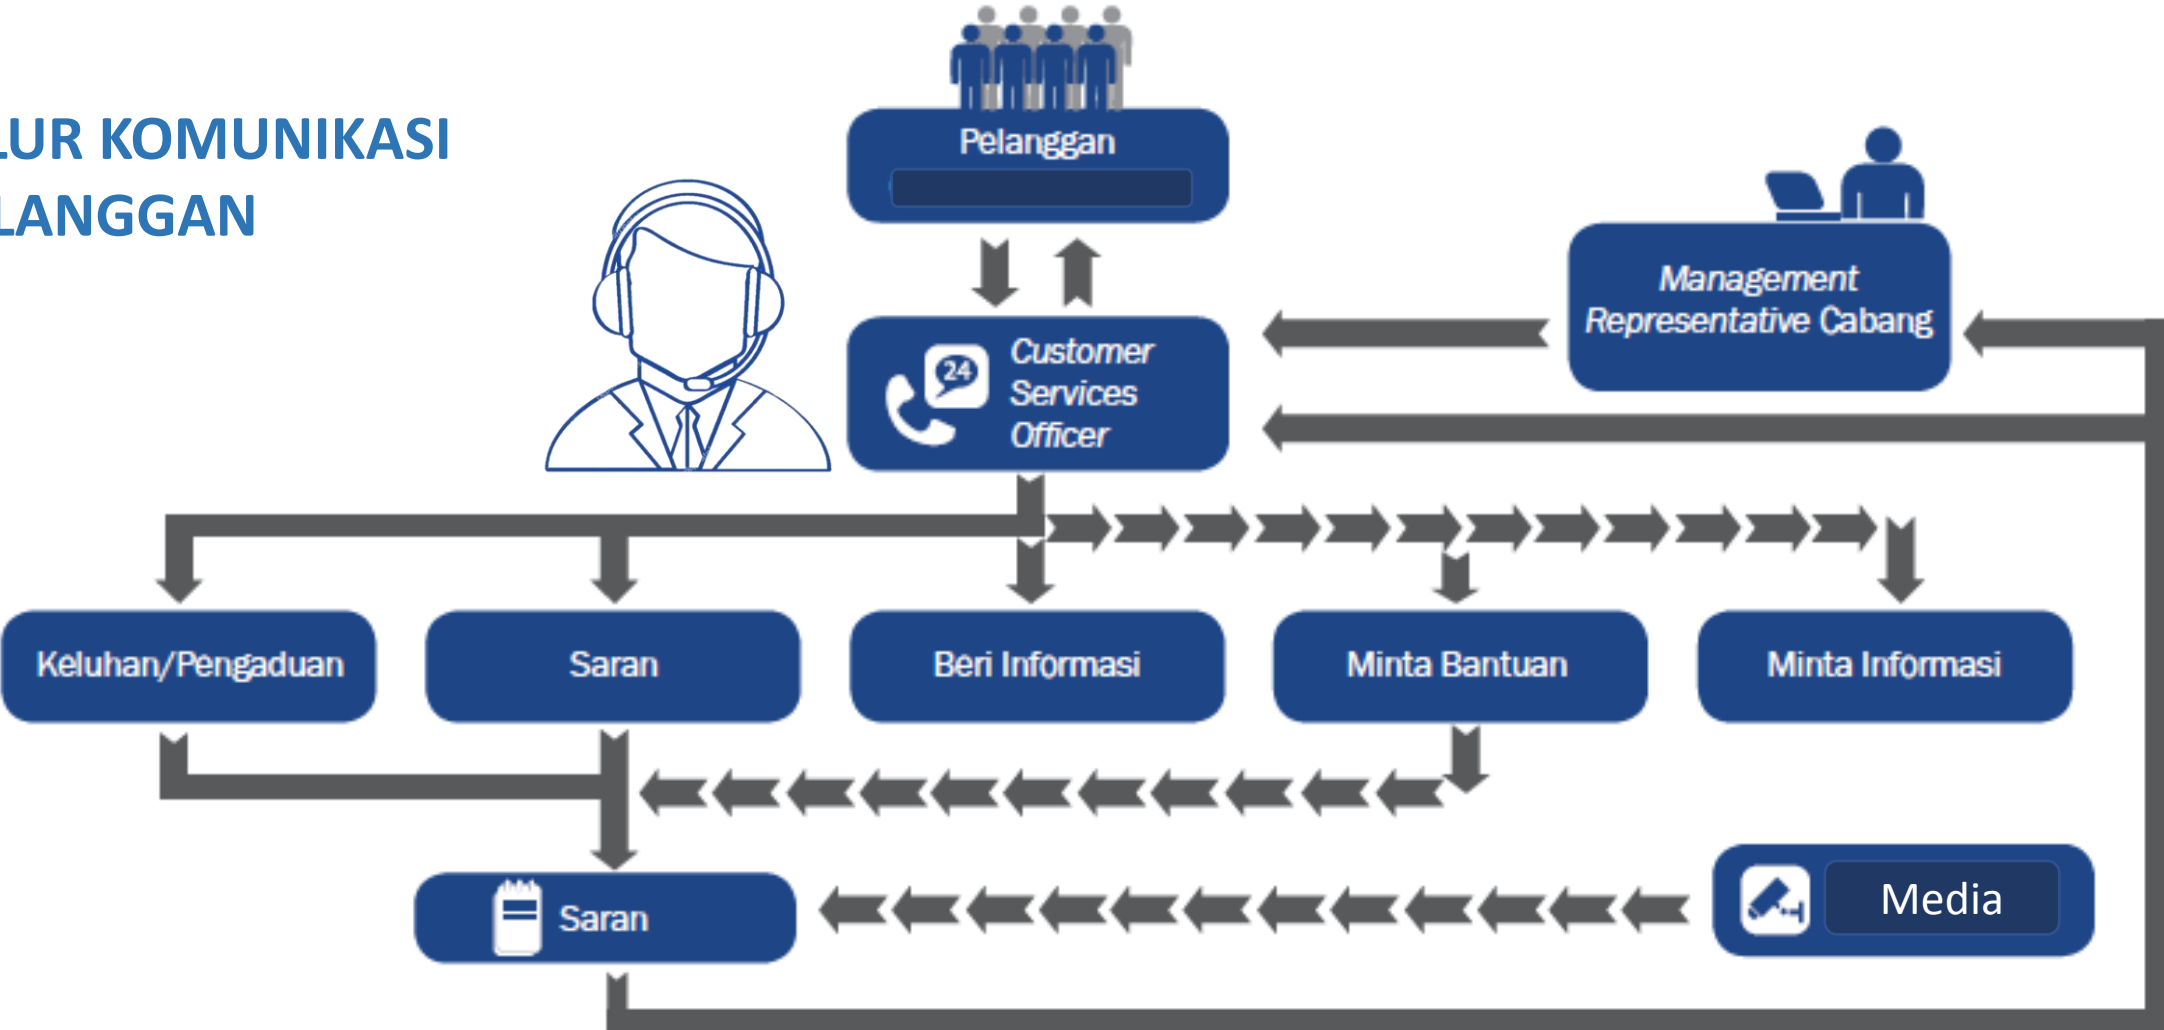 LUR KOMUNIKASI
LANGGAN
Pelanggan
Management
Representative Cabang
Customer
Services
Officer
24
Keluhan/Pengaduan
Saran
Beri Informasi
Minta Bantuan
Minta Informasi
Saran
Media